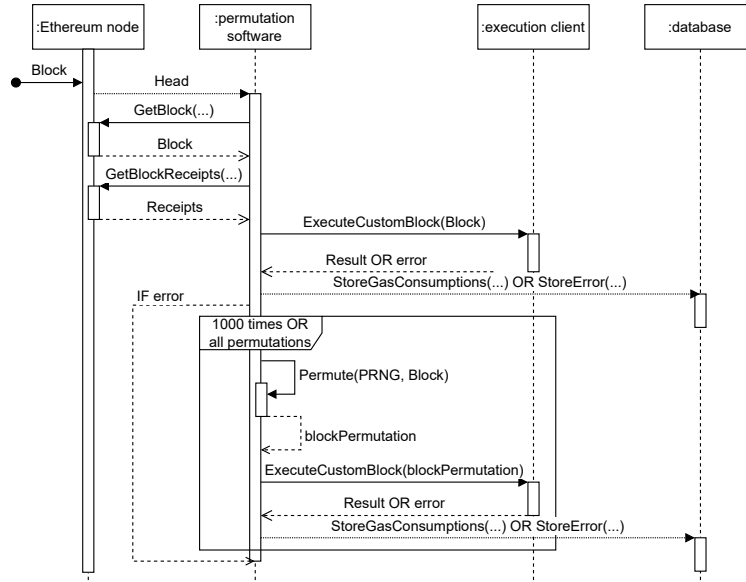 :Ethereum node
:permutation
software
:execution client
:database
Block
Head
GetBlock(...)
Block
GetBlockReceipts(...)
Receipts
ExecuteCustomBlock(Block)
Result OR error
StoreGasConsumptions(...) OR StoreError(...)
IF error
1000 times OR
all permutations
Permute(PRNG, Block)
blockPermutation
ExecuteCustomBlock(blockPermutation)
Result OR error
StoreGasConsumptions(...) OR StoreError(...)